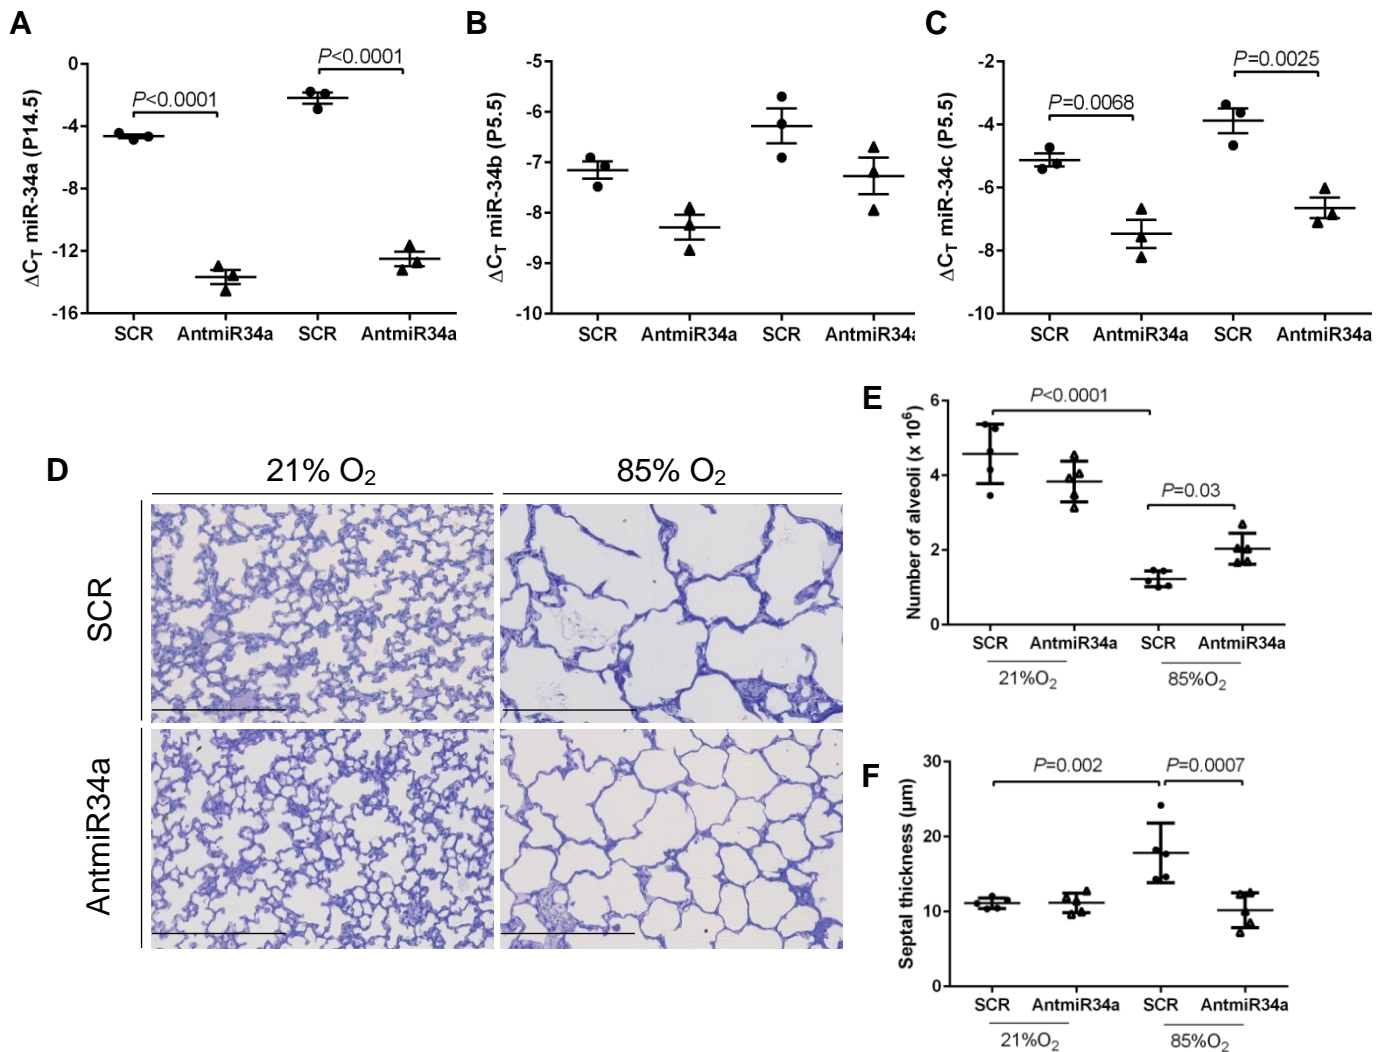 A
B
C
P<0.0001
P<0.0001
0
-4
-8
-12
-16
ΔCT miR-34a (P14.5)
SCR
AntmiR34a
SCR
AntmiR34a
-5
-6
-7
-8
-9
-10
ΔCT miR-34b (P5.5)
SCR
AntmiR34a
SCR
AntmiR34a
P=0.0068
P=0.0025
-2
-4
-6
-8
-10
ΔCT miR-34c (P5.5)
SCR
AntmiR34a
SCR
AntmiR34a
D
21% O2
85% O2
SCR
AntmiR34a
E
P<0.0001
P=0.03
6
4
2
0
Number of alveoli (x 10⁶)
SCR
AntmiR34a
SCR
AntmiR34a
21%O2
85%O2
F
P=0.002
P=0.0007
30
20
10
0
Septal thickness (μm)
SCR
AntmiR34a
SCR
AntmiR34a
21%O2
85%O2